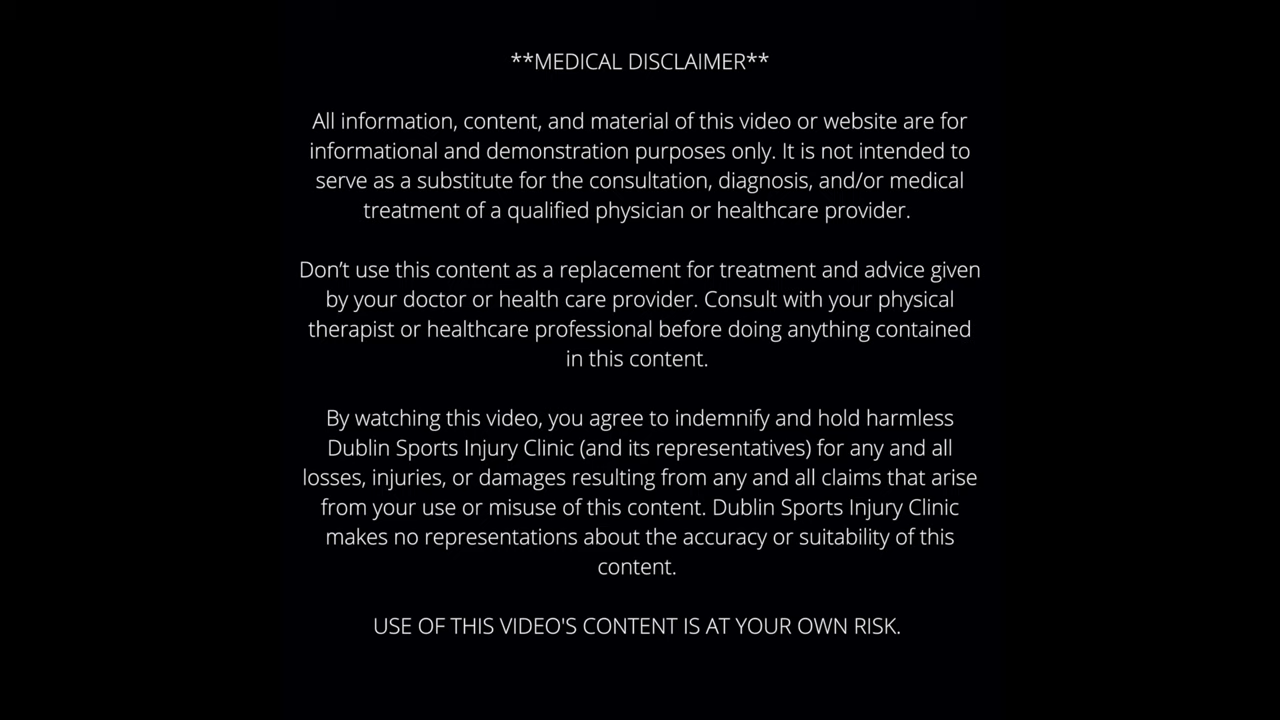 **MEDICAL DISCLAIMER**
All information, content, and material of this video or website are for
informational and demonstration purposes only. It is not intended to
serve as a substitute for the consultation, diagnosis, and/or medical
treatment of a qualified physician or healthcare provider.
Don’t use this content as a replacement for treatment and advice given
by your doctor or health care provider. Consult with your physical
therapist or healthcare professional before doing anything contained
in this content.
By watching this video, you agree to indemnify and hold harmless
Dublin Sports Injury Clinic (and its representatives) for any and all
losses, injuries, or damages resulting from any and all claims that arise
from your use or misuse of this content. Dublin Sports Injury Clinic
makes no representations about the accuracy or suitability of this
content.
USE OF THIS VIDEO'S CONTENT IS AT YOUR OWN RISK.